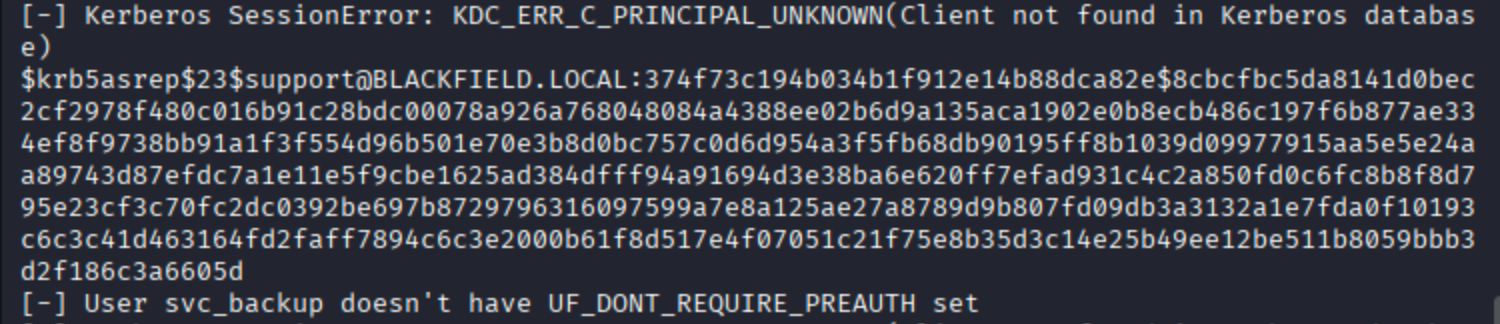 [-] Kerberos SessionError: KDC_ERR_C_PRINCIPAL_UNKNOWN(Client not found in Kerberos databas
e)
$krb5asrep$23$support@BLACKFIELD.LOCAL:374f73c194b034b1f912e14b88dca82e$8cbcfbc5da8141d0bec
2cf2978f480c016b91c28bdc00078a926a768048084a4388ee02b6d9a135aca1902e0b8ecb486c197f6b877ae33
4ef8f9738bb91a1f3f554d96b501e70e3b8d0bc757c0d6d954a3f5fb68db90195ff8b1039d09977915aa5e5e24a
a89743d87efdc7a1e11e5f9cbe1625ad384dfff94a91694d3e38ba6e620ff7efad931c4c2a850fd0c6fc8b8f8d7
95e23cf3c70fc2dc0392be697b8729796316097599a7e8a125ae27a8789d9b807fd09db3a3132a1e7fda0f10193
c6c3c41d463164fd2faff7894c6c3e2000b61f8d517e4f07051c21f75e8b35d3c14e25b49ee12be511b8059bbb3
d2f186c3a6605d
[-] User svc_backup doesn't have UF_DONT_REQUIRE_PREAUTH set